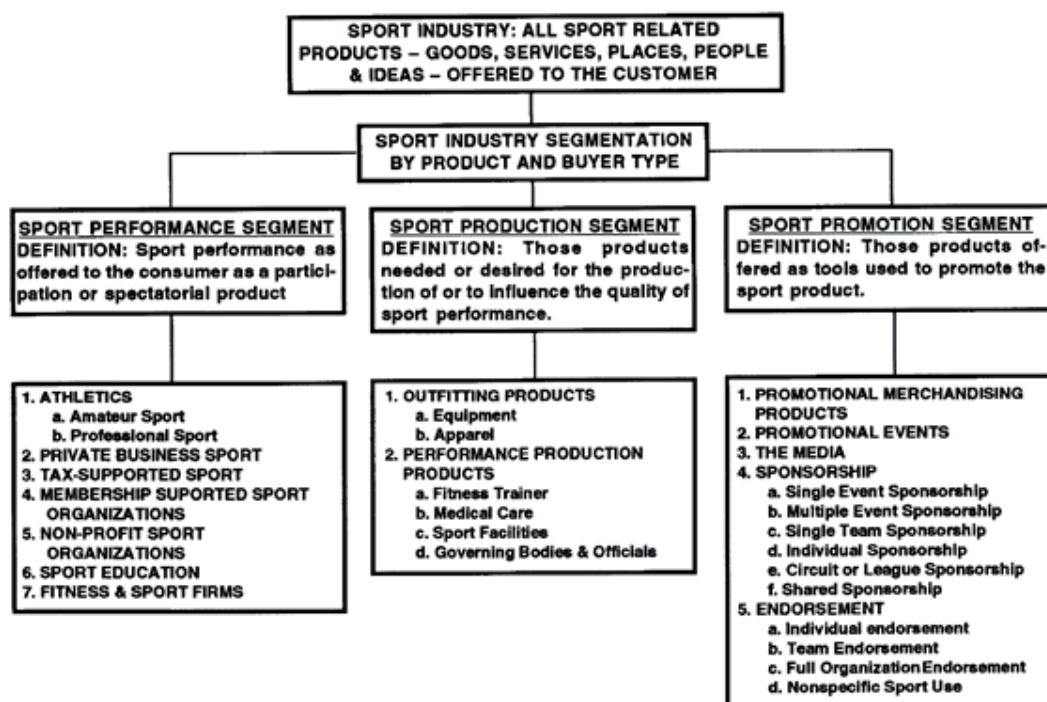 SPORT INDUSTRY: ALL SPORT RELATED
PRODUCTS – GOODS, SERVICES, PLACES, PEOPLE
& IDEAS – OFFERED TO THE CUSTOMER
SPORT INDUSTRY SEGMENTATION
BY PRODUCT AND BUYER TYPE
SPORT PERFORMANCE SEGMENT
DEFINITION: Sport performance as
offered to the consumer as a partici-
pation or spectatorial product
SPORT PRODUCTION SEGMENT
DEFINITION: Those products
needed or desired for the produc-
tion of or to influence the quality of
sport performance.
SPORT PROMOTION SEGMENT
DEFINITION: Those products of-
fered as tools used to promote the
sport product.
1. ATHLETICS
a. Amateur Sport
b. Professional Sport
2. PRIVATE BUSINESS SPORT
3. TAX-SUPPORTED SPORT
4. MEMBERSHIP SUPORTED SPORT
ORGANIZATIONS
5. NON-PROFIT SPORT
ORGANIZATIONS
6. SPORT EDUCATION
7. FITNESS & SPORT FIRMS
1. OUTFITTING PRODUCTS
a. Equipment
b. Apparel
2. PERFORMANCE PRODUCTION
PRODUCTS
a. Fitness Trainer
b. Medical Care
c. Sport Facilities
d. Governing Bodies & Officials
1. PROMOTIONAL MERCHANDISING
PRODUCTS
2. PROMOTIONAL EVENTS
3. THE MEDIA
4. SPONSORSHIP
a. Single Event Sponsorship
b. Multiple Event Sponsorship
c. Single Team Sponsorship
d. Individual Sponsorship
e. Circuit or League Sponsorship
f. Shared Sponsorship
5. ENDORSEMENT
a. Individual endorsement
b. Team Endorsement
c. Full Organization Endorsement
d. Nonspecific Sport Use